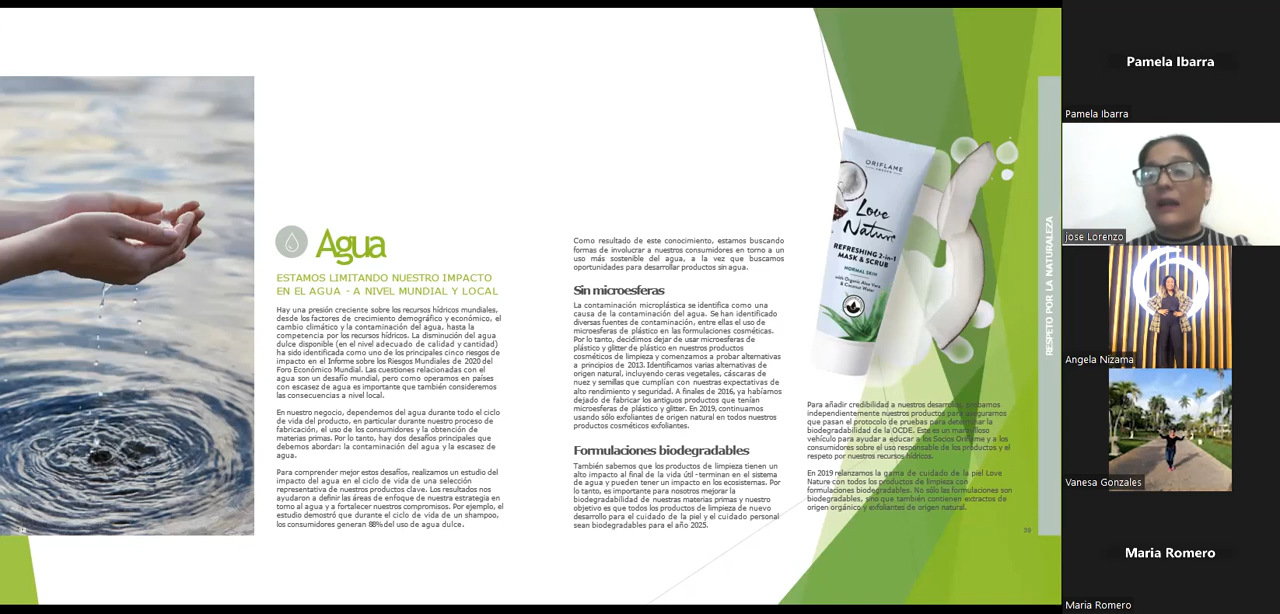 Agua
ESTAMOS LIMITANDO NUESTRO IMPACTO
EN EL AGUA - A NIVEL MUNDIAL Y LOCAL
Hay una presión creciente sobre los recursos hídricos mundiales,
desde los factores de crecimiento demográfico y económico, el
cambio climático y la contaminación del agua, hasta la
competencia por los recursos hídricos. La disminución del agua
dulce disponible (en el nivel adecuado de calidad y cantidad)
ha sido identificada como uno de los principales cinco riesgos de
impacto en el Informe sobre los Riesgos Mundiales de 2020 del
Foro Económico Mundial. Las cuestiones relacionadas con el
agua son un desafío mundial, pero como operamos en países
con escasez de agua es importante que también consideremos
las consecuencias a nivel local.
En nuestro negocio, dependemos del agua durante todo el ciclo
de vida del producto, en particular durante nuestro proceso de
fabricación, el uso de los consumidores y la obtención de
materias primas. Por lo tanto, hay dos desafíos principales que
debemos abordar: la contaminación del agua y la escasez de
agua.
Para comprender mejor estos desafíos, realizamos un estudio del
impacto del agua en el ciclo de vida de una selección
representativa de nuestros productos clave. Los resultados nos
ayudaron a definir las áreas de enfoque de nuestra estrategia en
torno al agua y a fortalecer nuestros compromisos. Por ejemplo, el
estudio demostró que durante el ciclo de vida de un shampoo,
los consumidores generan 88% del uso de agua dulce.
Como resultado de este conocimiento, estamos buscando
formas de involucrar a nuestros consumidores en torno a un
uso más sostenible del agua, a la vez que buscamos
oportunidades para desarrollar productos sin agua.
Sin microesferas
La contaminación microplástica se identifica como una
causa de la contaminación del agua. Se han identificado
diversas fuentes de contaminación, entre ellas el uso de
microesferas de plástico en las formulaciones cosméticas.
Por lo tanto, decidimos dejar de usar microesferas de
plástico y glitter de plástico en nuestros productos
cosméticos de limpieza y comenzamos a probar alternativas
a principios de 2013. Identificamos varias alternativas de
origen natural, incluyendo ceras vegetales, cáscaras de
nuez y semillas que cumplían con nuestras expectativas de
alto rendimiento y seguridad. A finales de 2016, ya habíamos
dejado de fabricar los antiguos productos que tenían
microesferas de plástico y glitter. En 2019, continuamos
usando sólo exfoliantes de origen natural en todos nuestros
productos cosméticos exfoliantes.
Formulaciones biodegradables
También sabemos que los productos de limpieza tienen un
alto impacto al final de la vida útil -terminan en el sistema
de agua y pueden tener un impacto en los ecosistemas. Por
lo tanto, es importante para nosotros mejorar la
biodegradabilidad de nuestras materias primas y nuestro
objetivo es que todos los productos de limpieza de nuevo
desarrollo para el cuidado de la piel y el cuidado personal
sean biodegradables para el año 2025.
ORIFLAME
SWEDEN
Love
Nature
REFRESHING 2-in-1
MASK & SCRUB
NORMAL SKIN
with Organic Aloe Vera
& Coconut Water
Para añadir credibilidad a nuestros desarrollos, probamos
independientemente nuestros productos para asegurarnos
que pasan el protocolo de pruebas para determinar la
biodegradabilidad de la OCDE. Este es un maravilloso
vehículo para ayudar a educar a los Socios Oriflame y a los
consumidores sobre el uso responsable de los productos y el
respeto por nuestros recursos hídricos.
En 2019 relanzamos la gama de cuidado de la piel Love
Nature con todos los productos de limpieza con
formulaciones biodegradables. No sólo las formulaciones son
biodegradables, sino que también contienen extractos de
origen orgánico y exfoliantes de origen natural.
39
RESPETO POR LA NATURALEZA
Pamela Ibarra
Pamela Ibarra
jose Lorenzo
Angela Nizama
Vanesa Gonzales
Maria Romero
Maria Romero